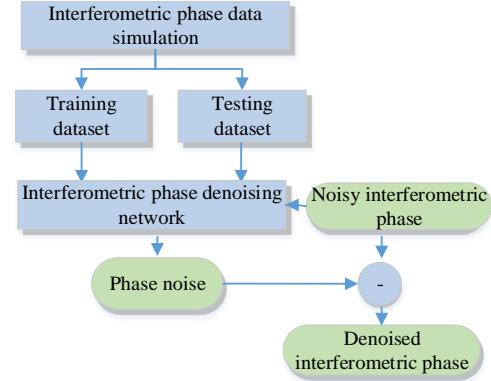 Interferometric phase data
simulation
Training
dataset
Testing
dataset
Interferometric phase denoising
network
Noisy interferometric
phase
Phase noise
-
Denoised
interferometric phase